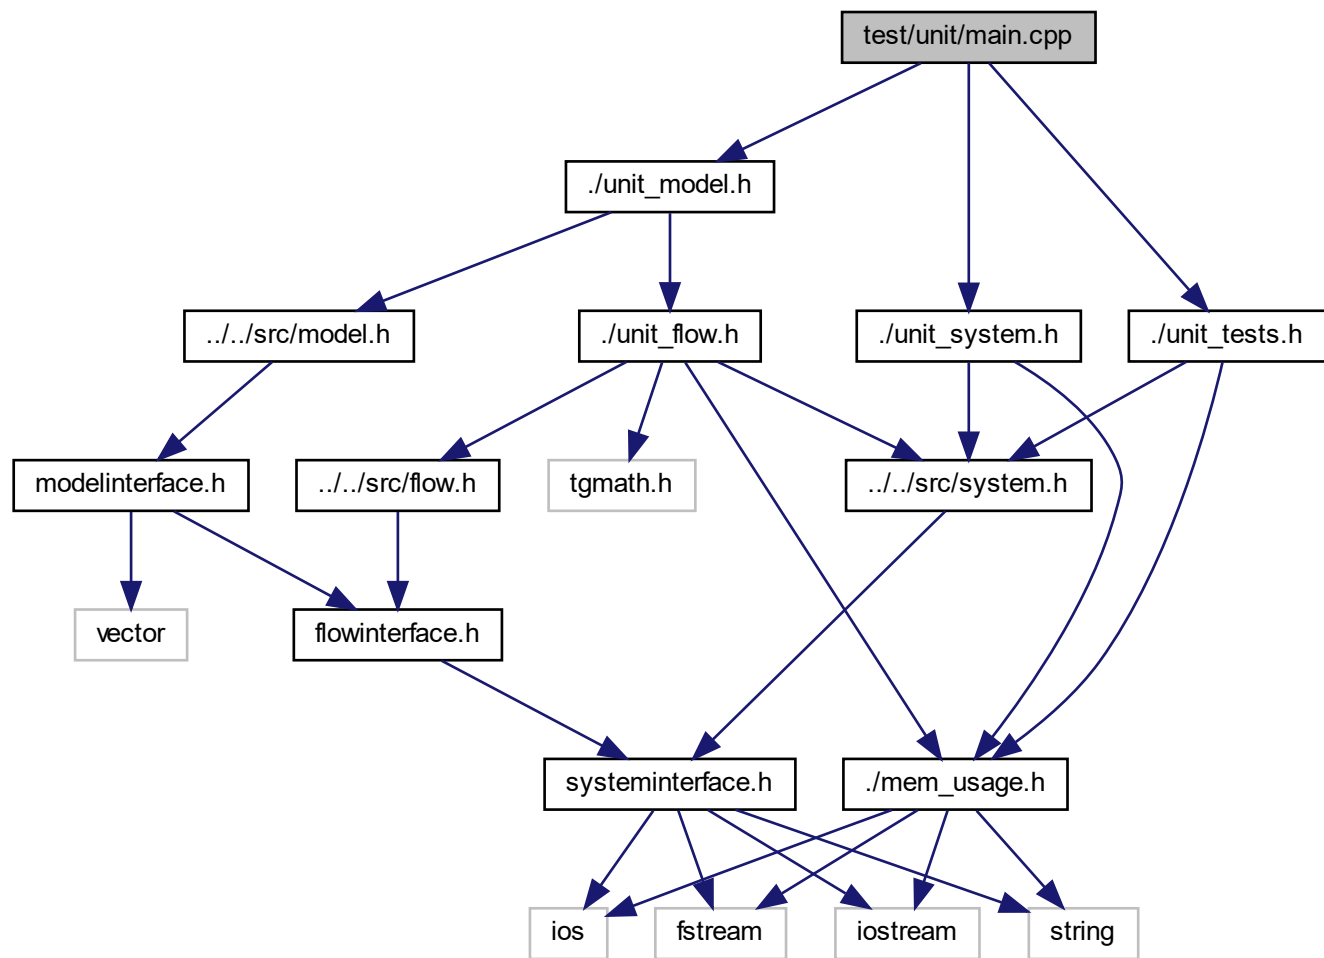 test/unit/main.cpp
./unit_model.h
../../src/model.h
./unit_flow.h
./unit_system.h
./unit_tests.h
modelinterface.h
../../src/flow.h
tgmath.h
../../src/system.h
vector
flowinterface.h
systeminterface.h
./mem_usage.h
ios
fstream
iostream
string